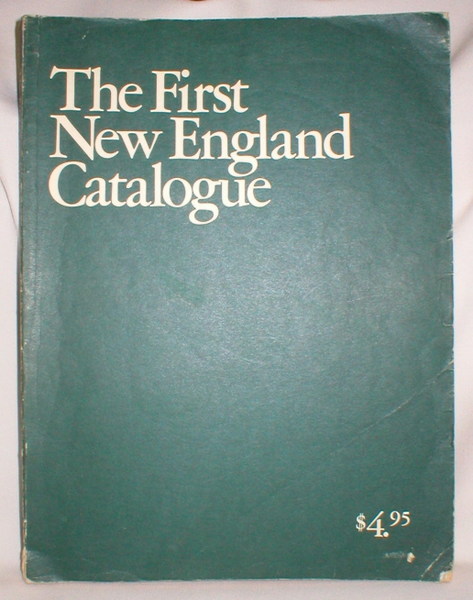 The First
New England
Catalogue
$4.95